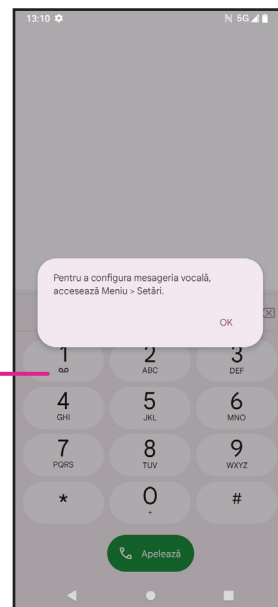 13:10 5G
Pentru a configura mesageria vocală,
accesează Meniu > Setări.
OK
1 2 3
ABC DEF
4 5 6
GHI JKL MNO
7 8 9
PQRS TUV WXYZ
* 0 #
+
Apelează